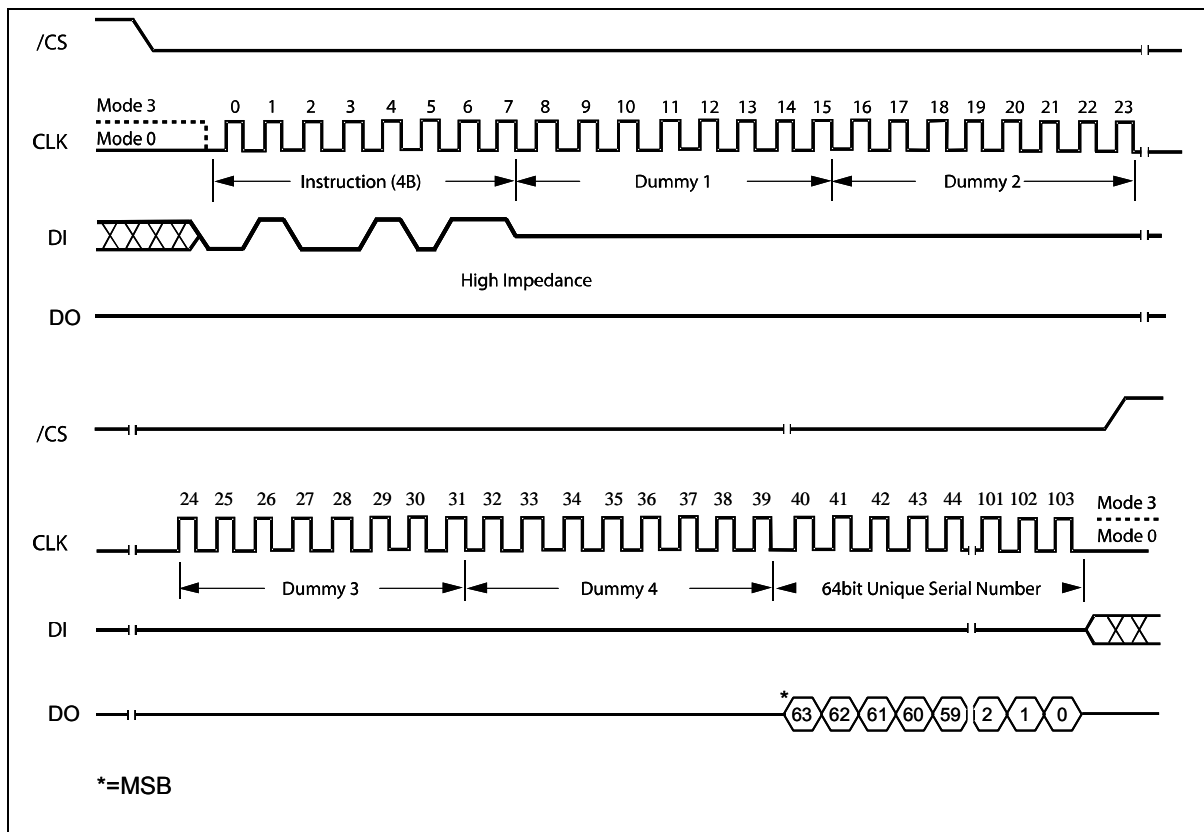 /CS
Mode 3
0 1 2 3 4 5 6 7 8 9 10 11 12 13 14 15 16 17 18 19 20 21 22 23
CLK
Mode 0
Instruction (4B) Dummy 1 Dummy 2
DI
High Impedance
DO
/CS
24 25 26 27 28 29 30 31 32 33 34 35 36 37 38 39 40 41 42 43 44 101 102 103
Mode 3
CLK
Mode 0
Dummy 3 Dummy 4 64bit Unique Serial Number
DI
*
DO 63 62 61 60 59 2 1 0
*=MSB